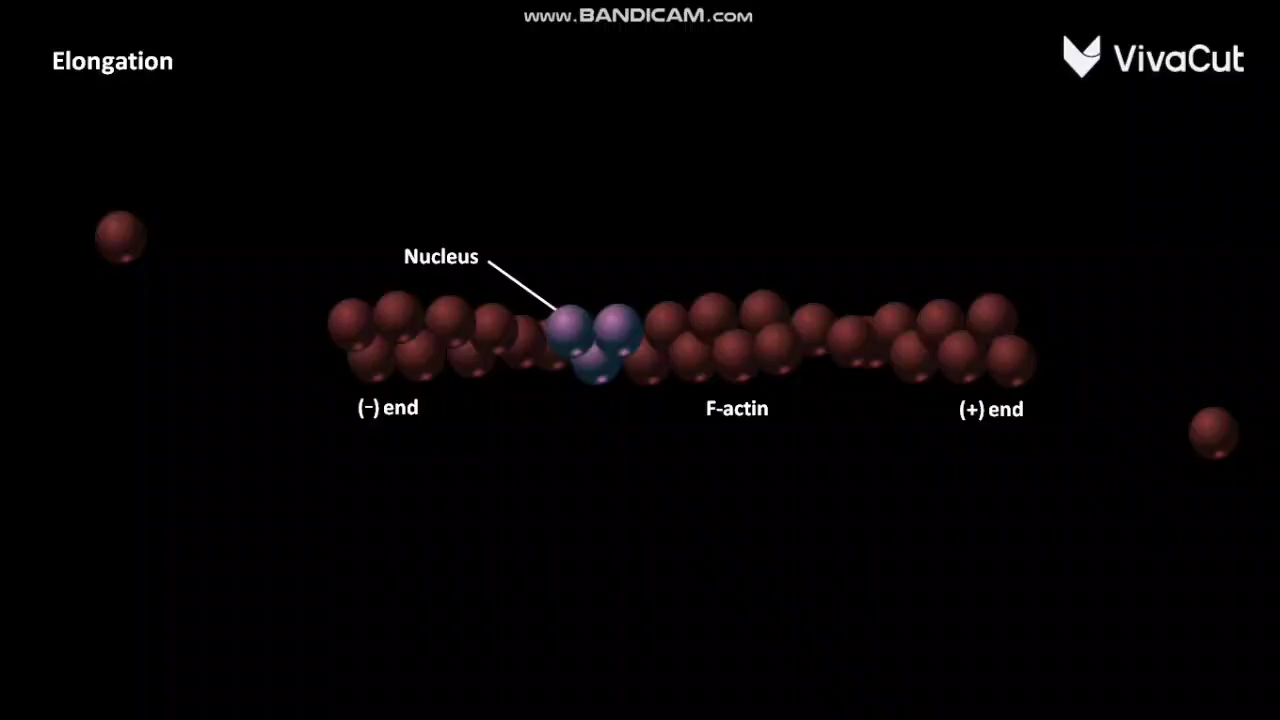 www.BANDICAM.com
Elongation
VivaCut
Nucleus
(−) end
F-actin
(+) end